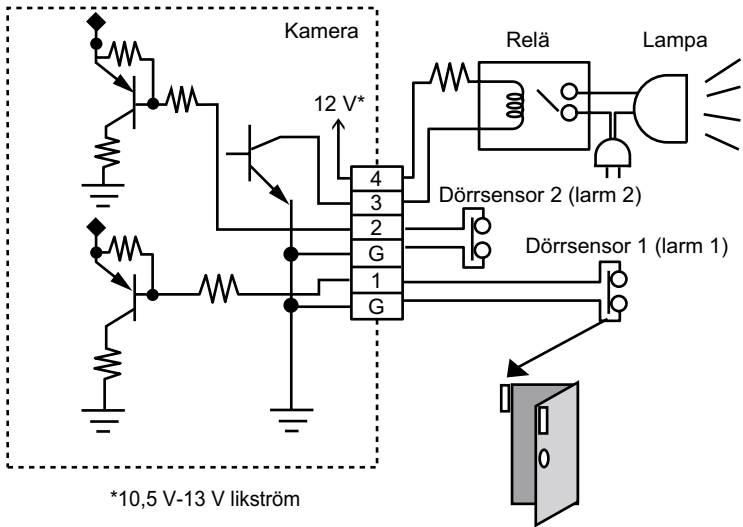 Kamera
Relä
Lampa
12 V*
4
3
2
G
1
G
Dörrsensor 2 (larm 2)
Dörrsensor 1 (larm 1)
*10,5 V-13 V likström